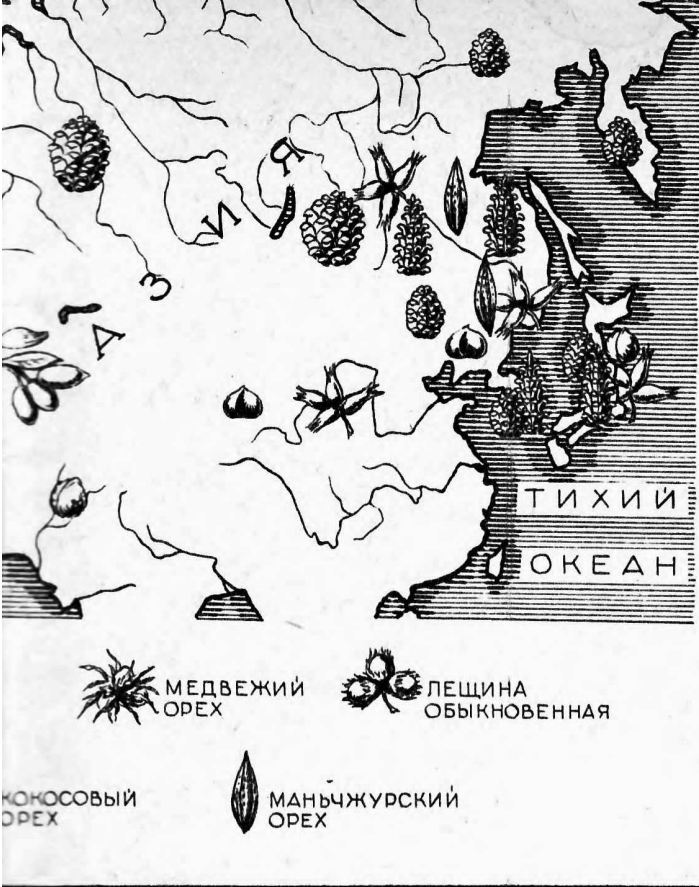 АЗИЯ
ТИХИЙ
ОКЕАН
МЕДВЕЖИЙ
ОРЕХ
ЛЕЩИНА
ОБЫКНОВЕННАЯ
КОКОСОВЫЙ
ОРЕХ
МАНЬЧЖУРСКИЙ
ОРЕХ